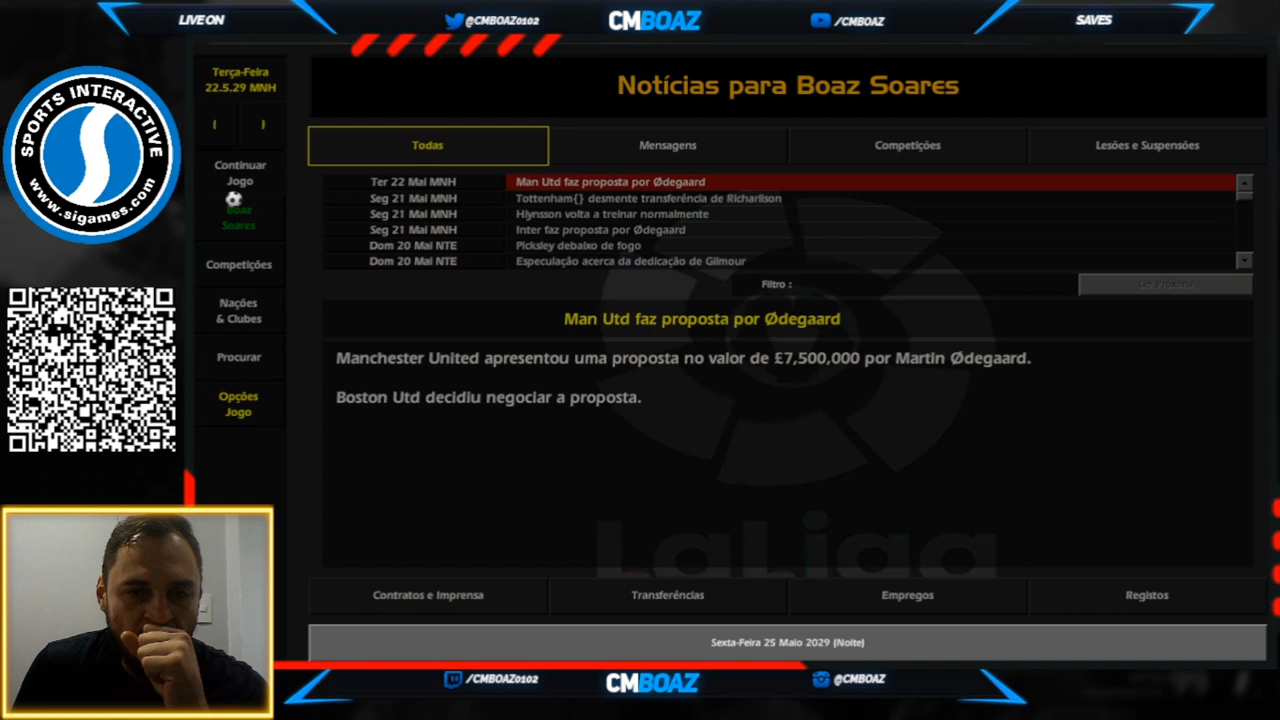 LIVE ON
@CMBOAZ0102
CMBOAZ
/CMBOAZ
SAVES
SPORTS INTERACTIVE
www.sigames.com
Terça-Feira
22.5.29 MNH
Notícias para Boaz Soares
Todas
Mensagens
Competições
Lesões e Suspensões
Continuar
Jogo
Boaz
Soares
Competições
Nações
& Clubes
Procurar
Opções
Jogo
Ter 22 Mai MNH Man Utd faz proposta por Ødegaard
Seg 21 Mai MNH Tottenham{} desmente transferência de Richarlison
Seg 21 Mai MNH Hlynsson volta a treinar normalmente
Seg 21 Mai MNH Inter faz proposta por Ødegaard
Dom 20 Mai NTE Picksley debaixo de fogo
Dom 20 Mai NTE Especulação acerca da dedicação de Gilmour
Filtro :
Ler Próxima
Man Utd faz proposta por Ødegaard
Manchester United apresentou uma proposta no valor de £7,500,000 por Martin Ødegaard.
Boston Utd decidiu negociar a proposta.
LaLiga
Contratos e Imprensa
Transferências
Empregos
Registos
Sexta-Feira 25 Maio 2029 (Noite)
/CMBOAZ0102
CMBOAZ
@CMBOAZ